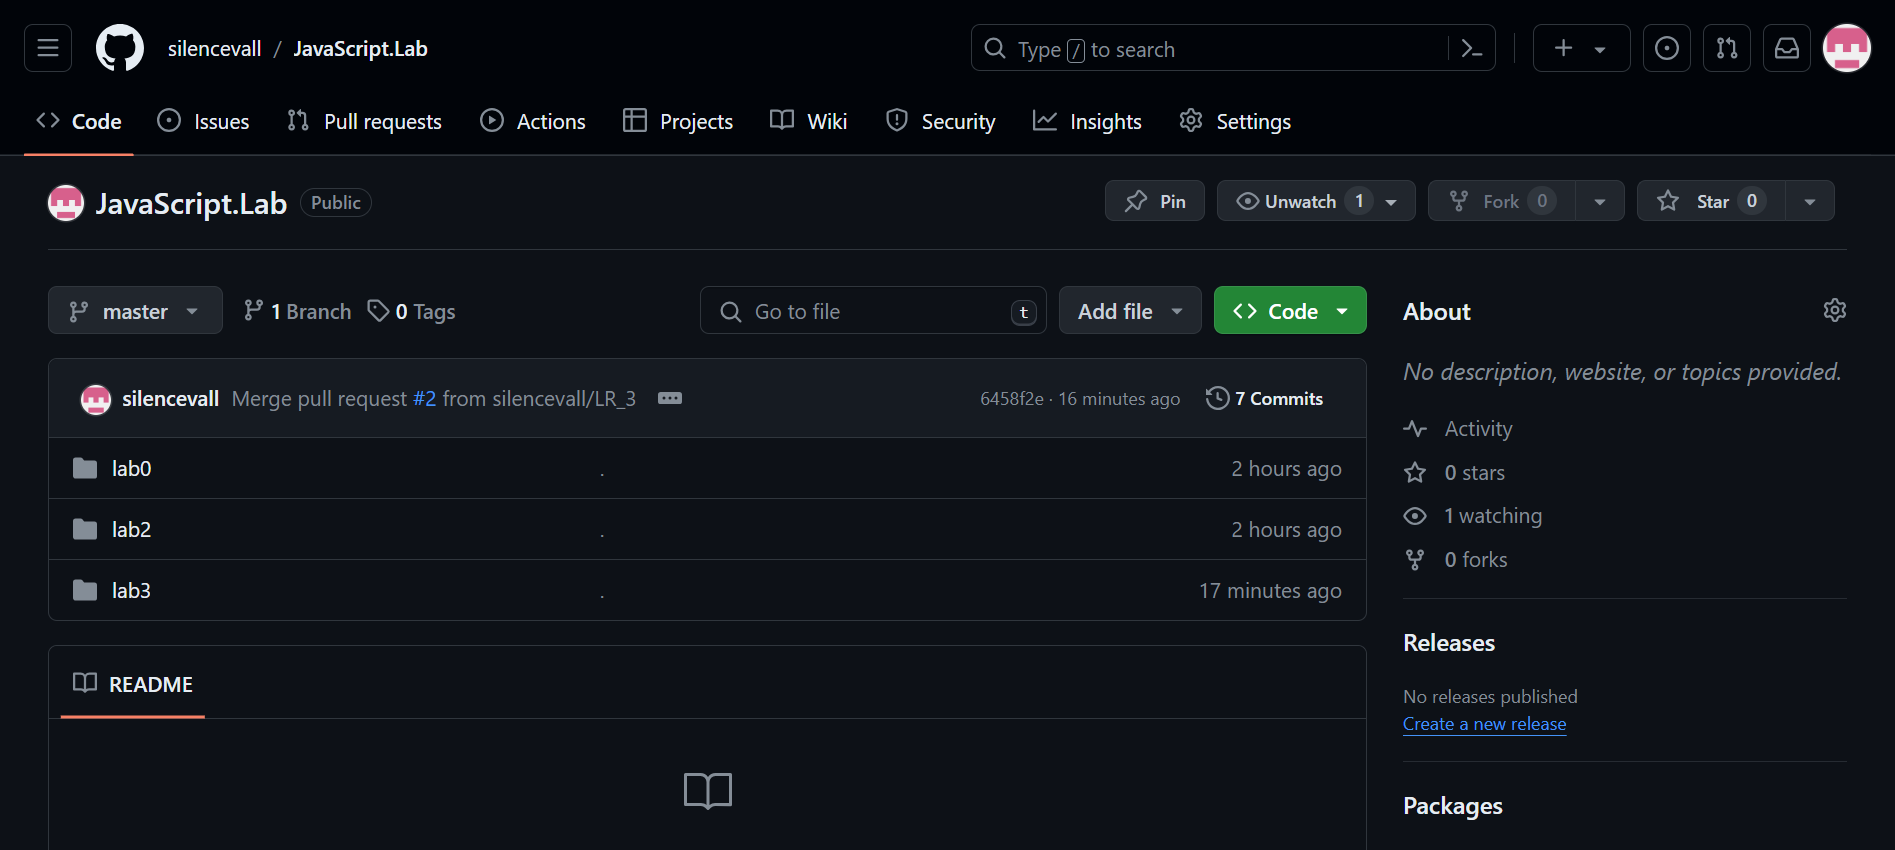 silencevall / JavaScript.Lab
Type / to search
Code Issues Pull requests Actions Projects Wiki Security Insights Settings
JavaScript.Lab Public
Pin Unwatch 1 Fork 0 Star 0
master 1 Branch 0 Tags Go to file t Add file Code
About
No description, website, or topics provided.
silencevall Merge pull request #2 from silencevall/LR_3 6458f2e · 16 minutes ago 7 Commits
lab0 . 2 hours ago
lab2 . 2 hours ago
lab3 . 17 minutes ago
README
Activity
0 stars
1 watching
0 forks
Releases
No releases published
Create a new release
Packages